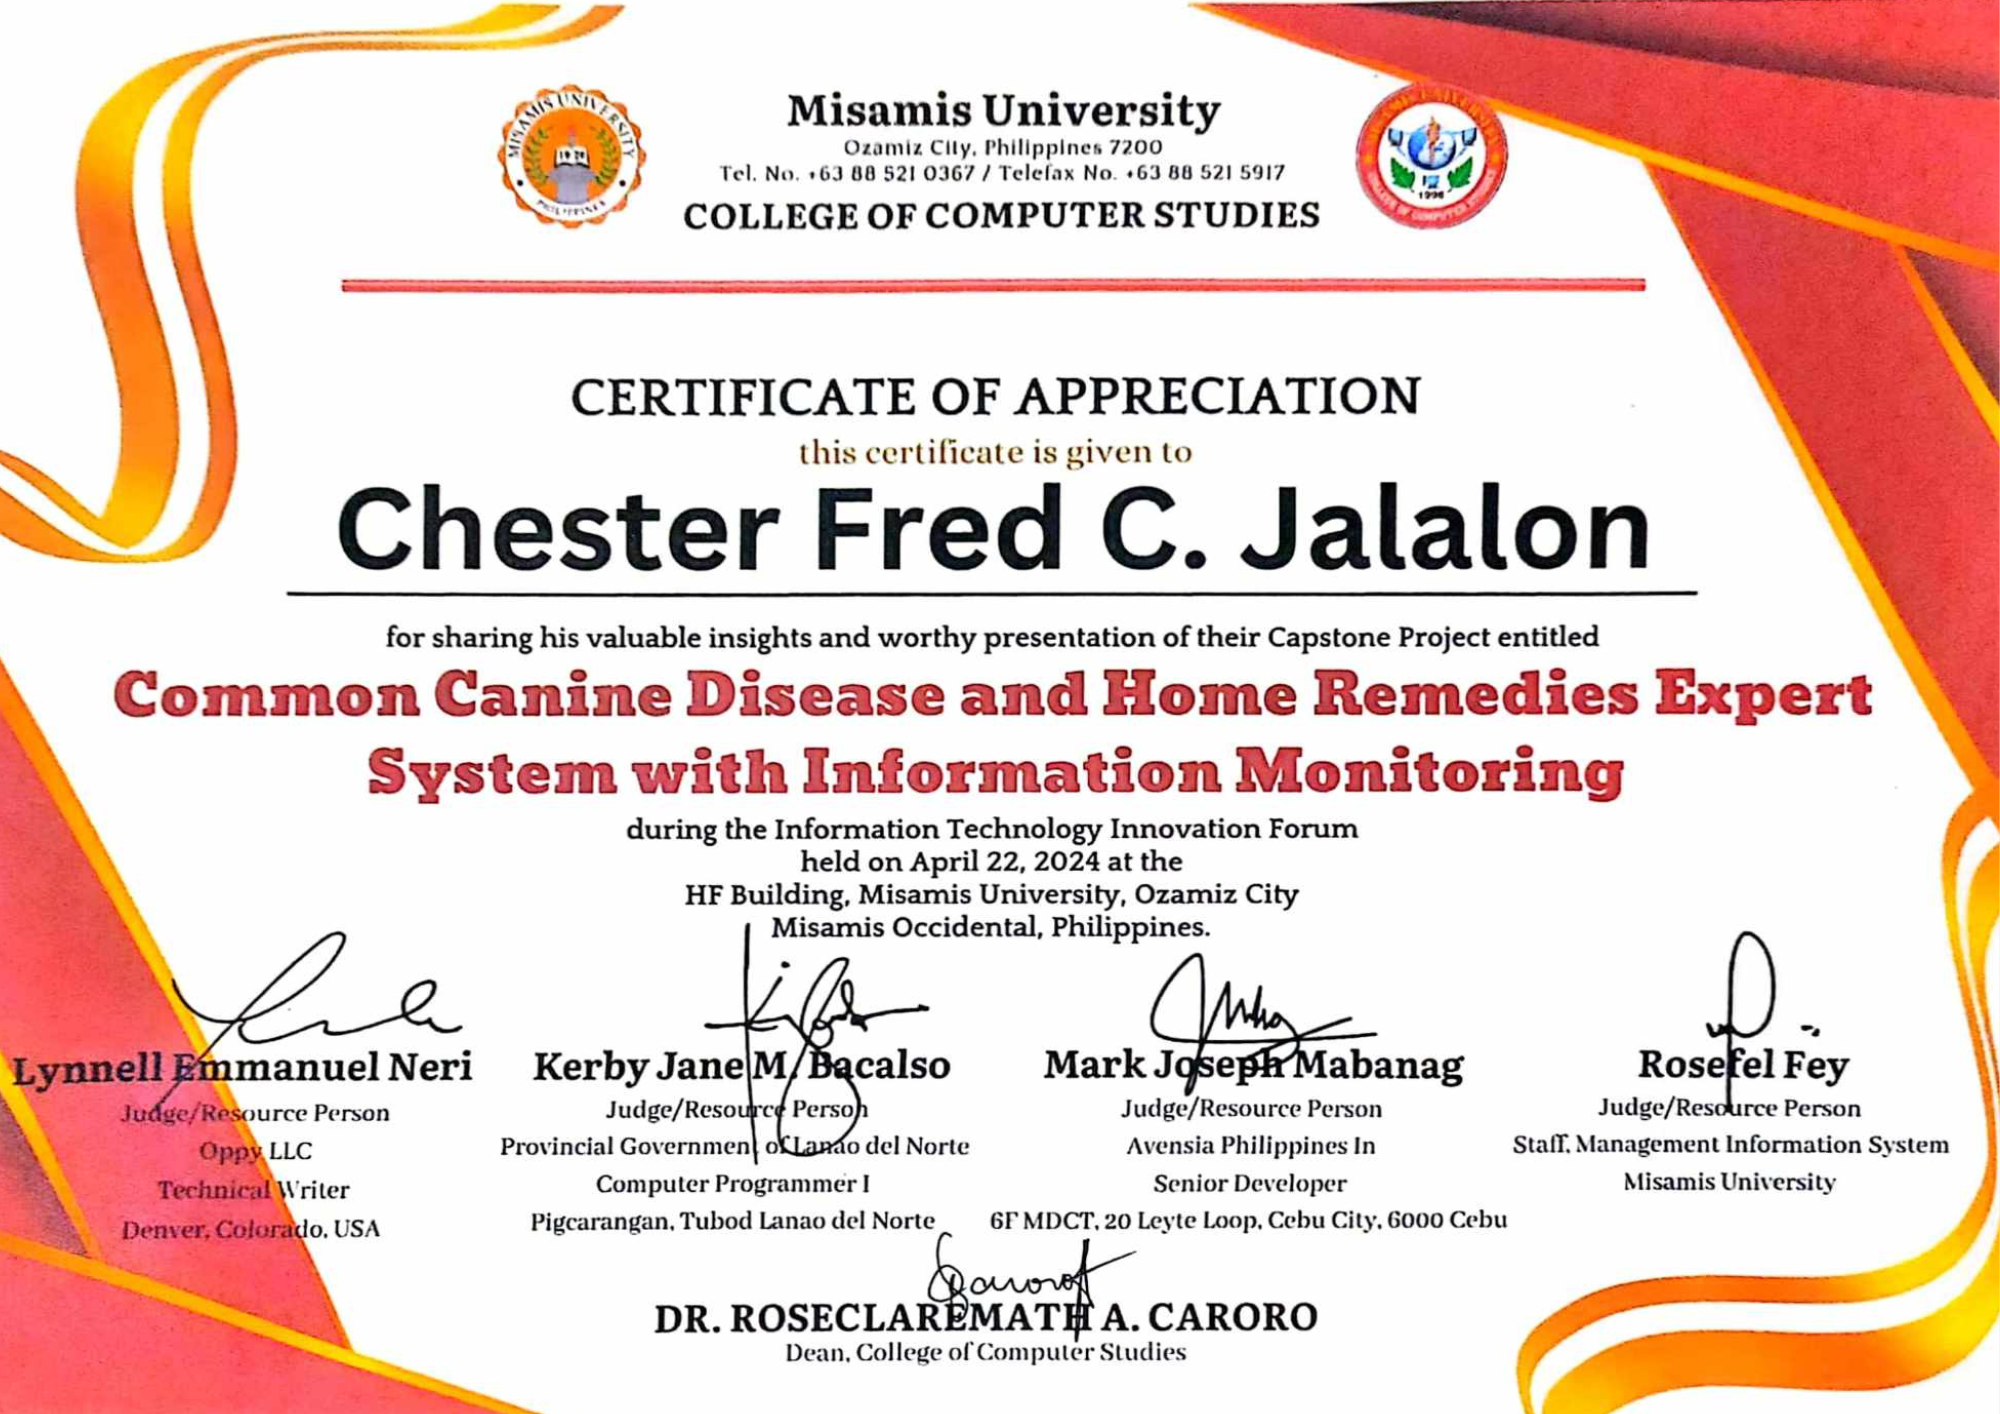 MISAMIS UNIVERSITY
PHILIPPINES
Misamis University
Ozamiz City, Philippines 7200
Tel. No. +63 88 521 0367 / Telefax No. +63 88 521 5917
COLLEGE OF COMPUTER STUDIES
1996
CERTIFICATE OF APPRECIATION
this certificate is given to
Chester Fred C. Jalalon
for sharing his valuable insights and worthy presentation of their Capstone Project entitled
Common Canine Disease and Home Remedies Expert
System with Information Monitoring
during the Information Technology Innovation Forum
held on April 22, 2024 at the
HF Building, Misamis University, Ozamiz City
Misamis Occidental, Philippines.
Lynnell Emmanuel Neri
Judge/Resource Person
Oppy LLC
Technical Writer
Denver, Colorado, USA
Kerby Jane M. Bacalso
Judge/Resource Person
Provincial Government of Lanao del Norte
Computer Programmer I
Pigcarangan, Tubod Lanao del Norte
Mark Joseph Mabanag
Judge/Resource Person
Avensia Philippines In
Senior Developer
6F MDCT, 20 Leyte Loop, Cebu City, 6000 Cebu
Rosefel Fey
Judge/Resource Person
Staff, Management Information System
Misamis University
DR. ROSECLAREMATH A. CARORO
Dean, College of Computer Studies